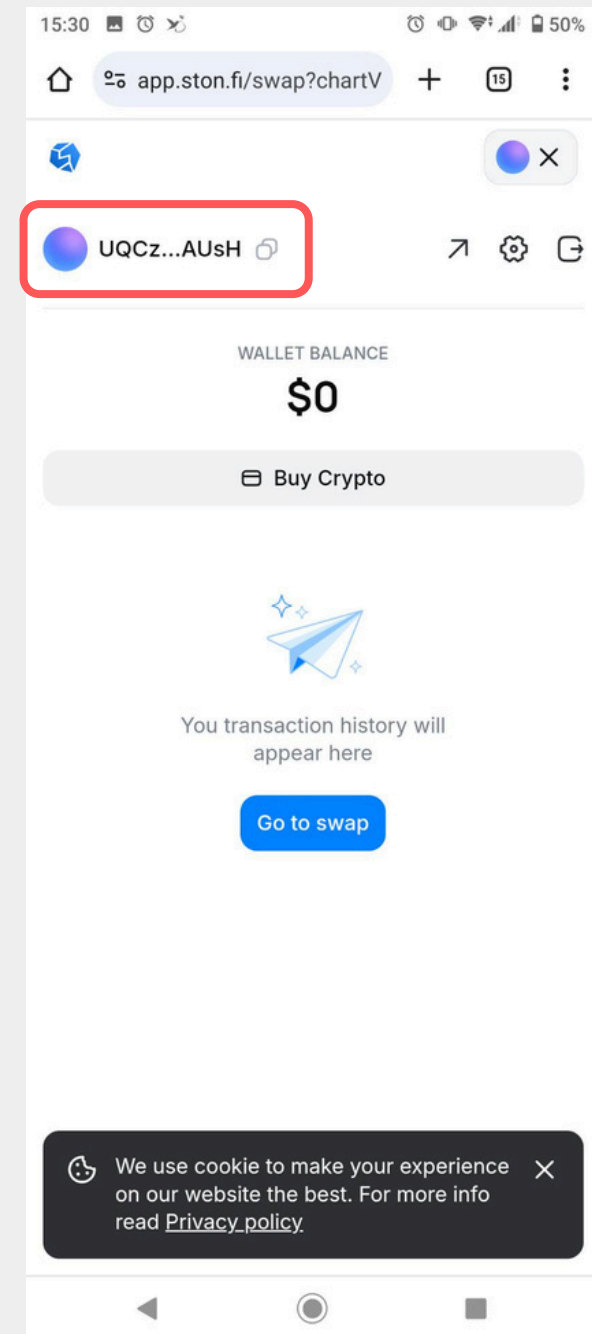 15:30
50%
app.ston.fi/swap?chartV
15
UQCz...AUsH
WALLET BALANCE
$0
Buy Crypto
You transaction history will
appear here
Go to swap
We use cookie to make your experience
on our website the best. For more info
read Privacy policy